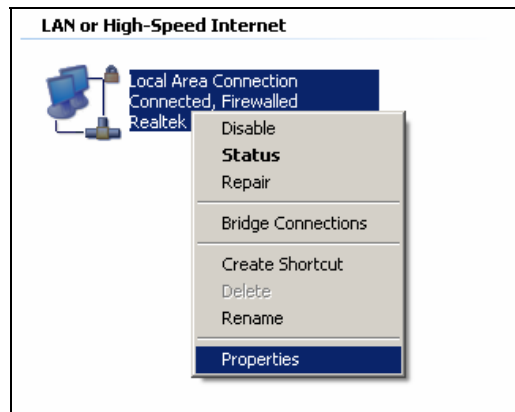 LAN or High-Speed Internet
Local Area Connection
Connected, Firewalled
Realtek
Disable
Status
Repair
Bridge Connections
Create Shortcut
Delete
Rename
Properties